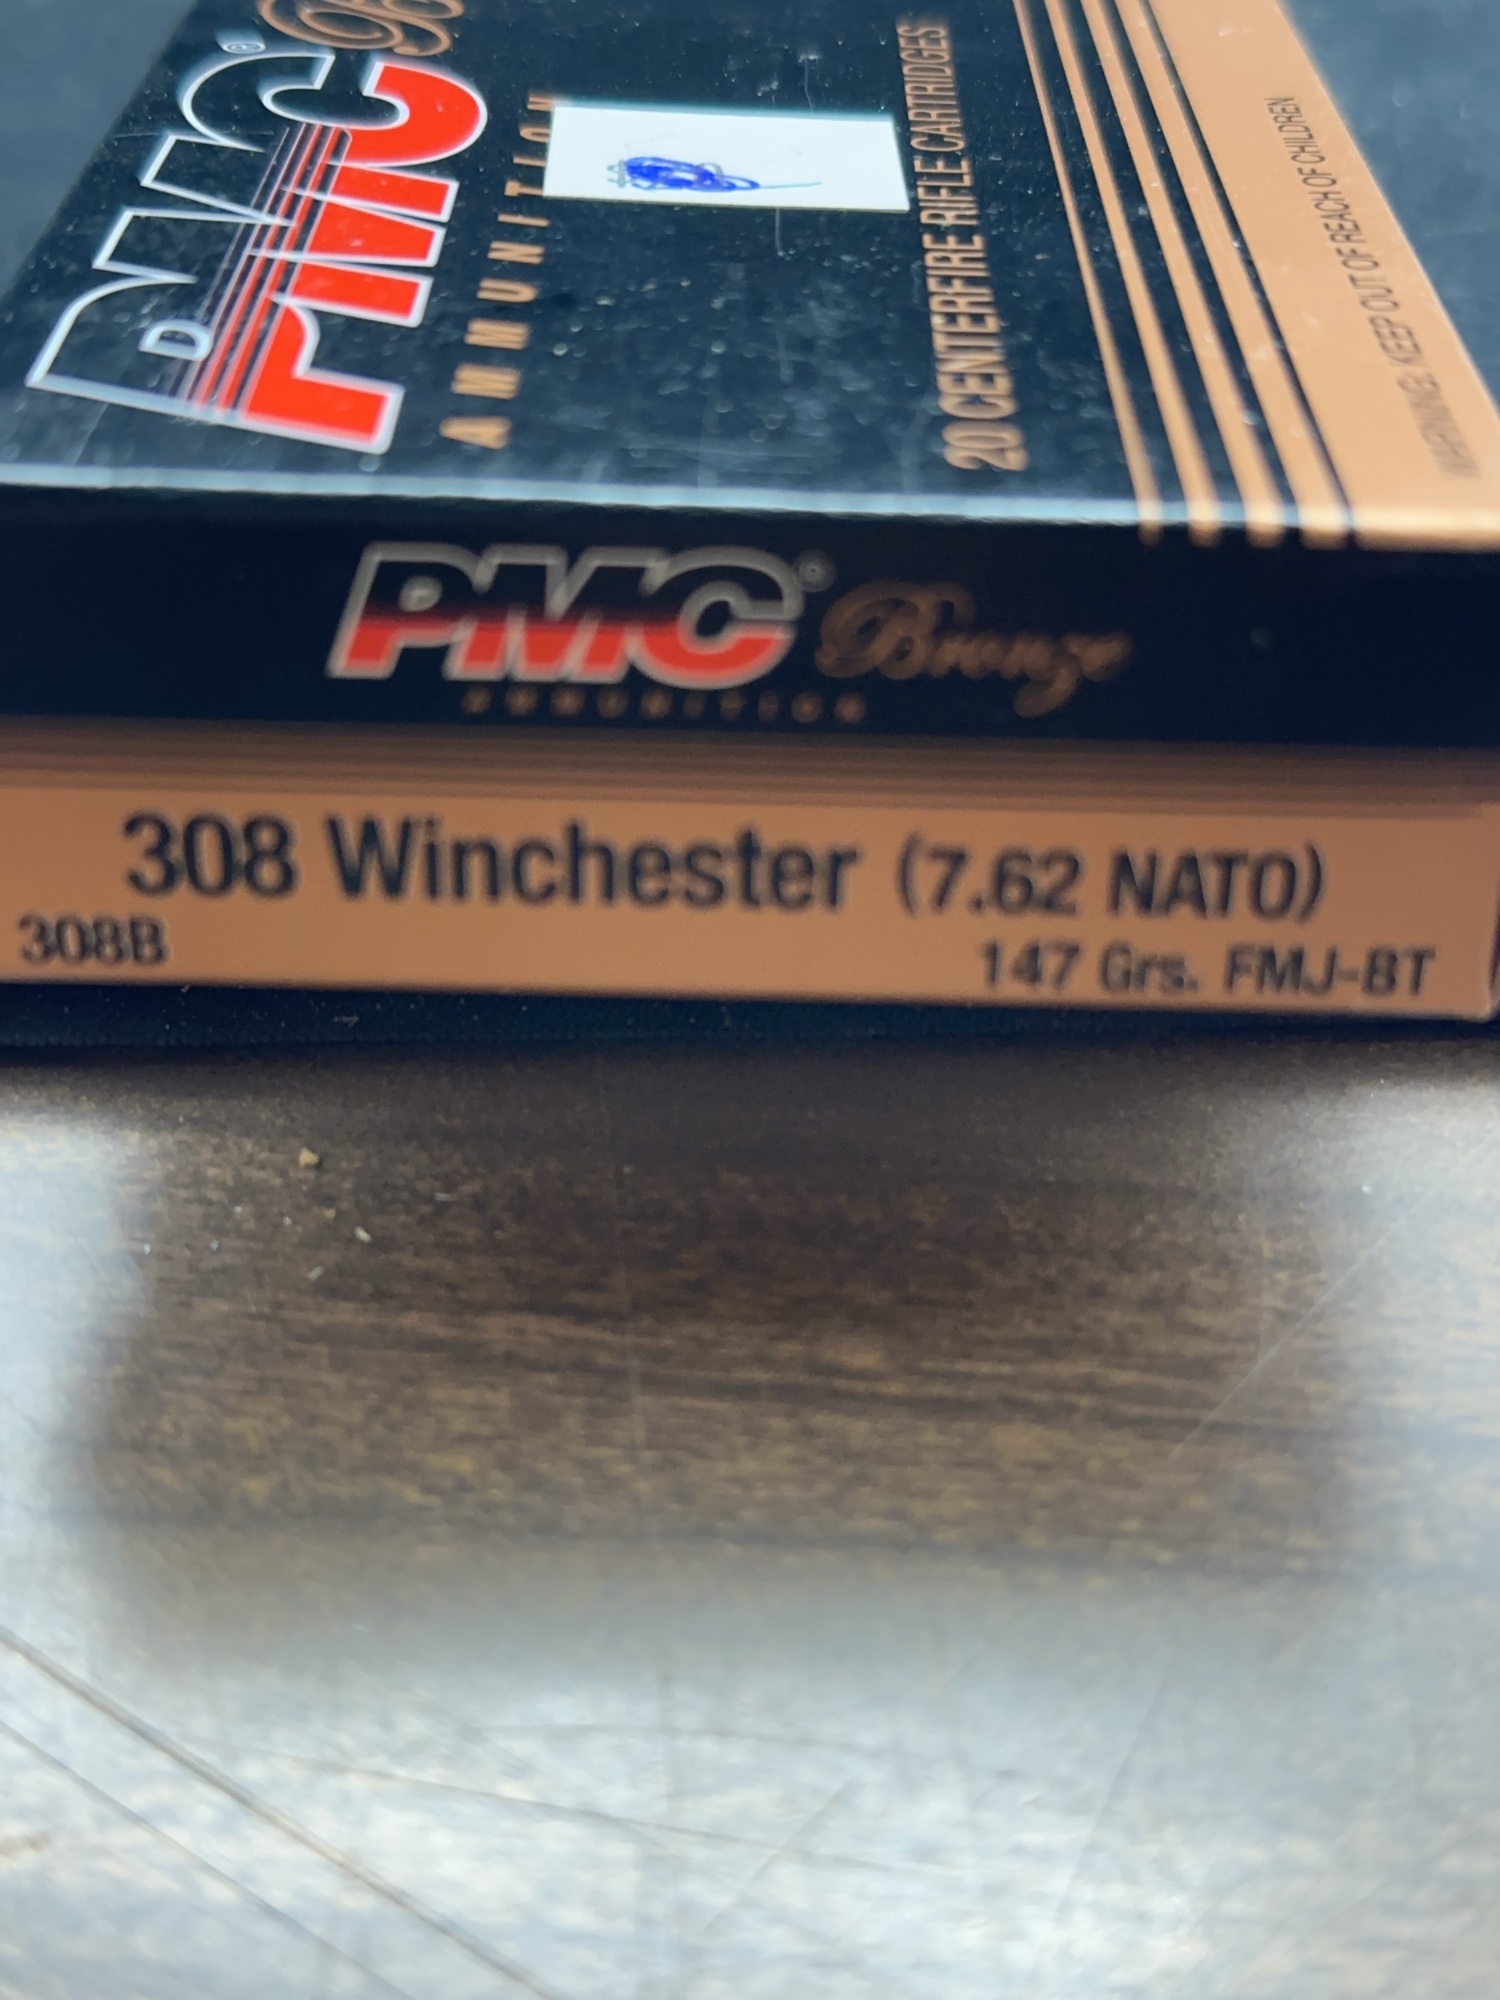 PMC®
AMMUNITION
20 CENTERFIRE RIFLE CARTRIDGES
WARNING: KEEP OUT OF REACH OF CHILDREN
PMC® Bronze
AMMUNITION
308 Winchester (7.62 NATO)
308B
147 Grs. FMJ-BT